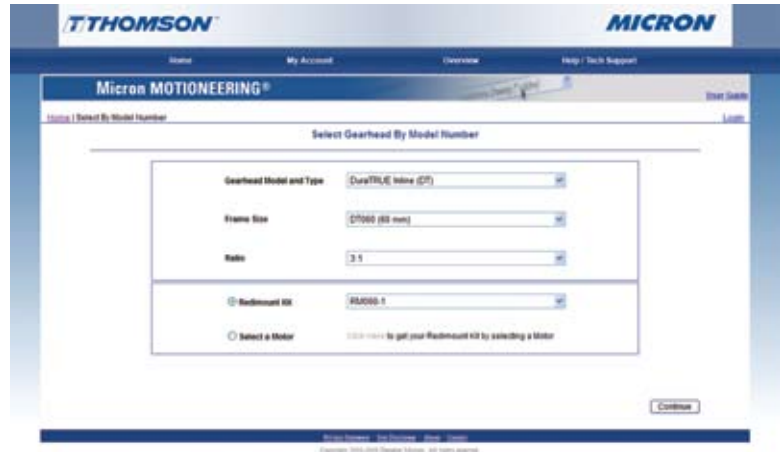 THOMSON
MICRON
Home My Account Overview Help / Tech Support
Micron MOTIONEERING®
User Guide
Home | Select By Model Number
Login
Select Gearhead By Model Number
Gearhead Model and Type DuraTRUE Inline (DT)
Frame Size DT060 (60 mm)
Ratio 3:1
Redimount Kit RM060-1
Select a Motor Click Here to get your Redimount Kit by selecting a Motor
Continue